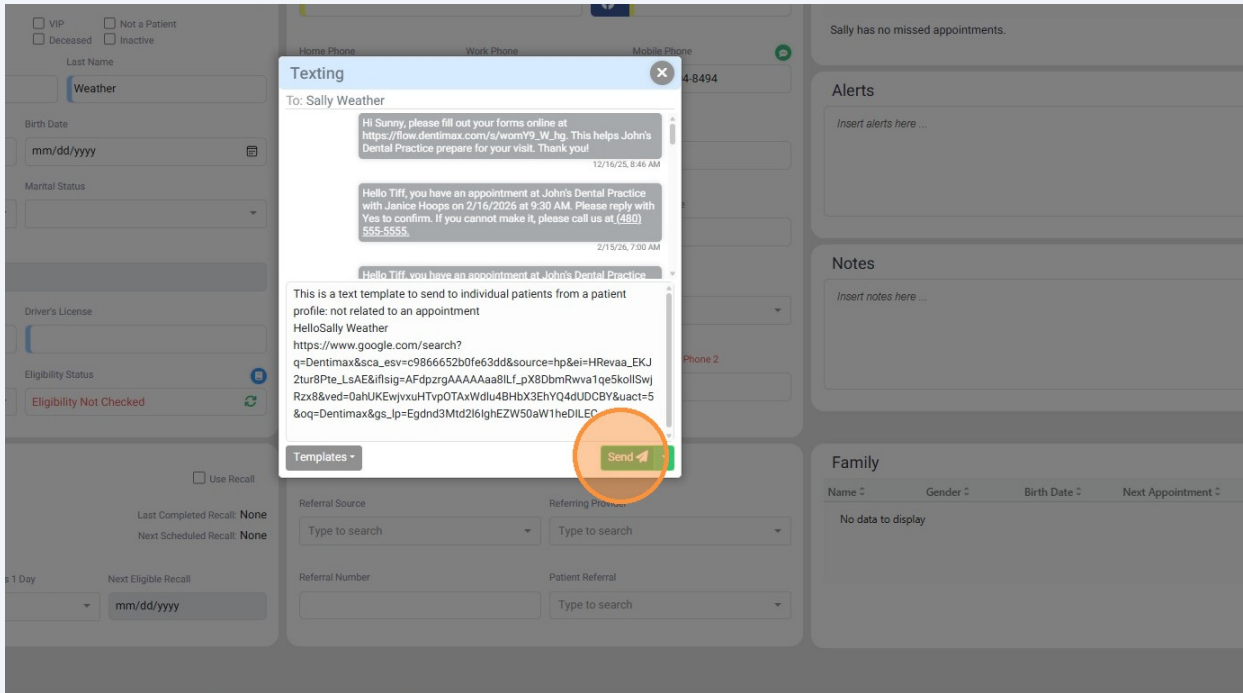 VIP
Not a Patient
Deceased
Inactive
Last Name
Weather
Birth Date
mm/dd/yyyy
Marital Status
Driver's License
Eligibility Status
Eligibility Not Checked
Use Recall
Last Completed Recall: None
Next Scheduled Recall: None
s 1 Day
Next Eligible Recall
mm/dd/yyyy
Home Phone
Work Phone
Mobile Phone
4-8494
Phone 2
Texting
To: Sally Weather
Hi Sunny, please fill out your forms online at
https://flow.dentimax.com/s/womY9_W_hg. This helps John's
Dental Practice prepare for your visit. Thank you!
12/16/25, 8:46 AM
Hello Tiff, you have an appointment at John's Dental Practice
with Janice Hoops on 2/16/2026 at 9:30 AM. Please reply with
Yes to confirm. If you cannot make it, please call us at (480)
555-5555.
2/15/26, 7:00 AM
Hello Tiff, you have an appointment at John's Dental Practice
This is a text template to send to individual patients from a patient
profile: not related to an appointment
HelloSally Weather
https://www.google.com/search?
q=Dentimax&sca_esv=c9866652b0fe63dd&source=hp&ei=HRevaa_EKJ
2tur8Pte_LsAE&iflsig=AFdpzrgAAAAAaa8lLf_pX8DbmRwva1qe5kollSwj
Rzx8&ved=0ahUKEwjvxuHTvpOTAxWdlu4BHbX3EhYQ4dUDCBY&uact=5
&oq=Dentimax&gs_lp=Egdnd3Mtd2l6IghEZW50aW1heDILEC
Templates
Send
Referral Source
Type to search
Referring Provider
Type to search
Referral Number
Patient Referral
Type to search
Sally has no missed appointments.
Alerts
Insert alerts here ...
Notes
Insert notes here ...
Family
Name
Gender
Birth Date
Next Appointment
No data to display